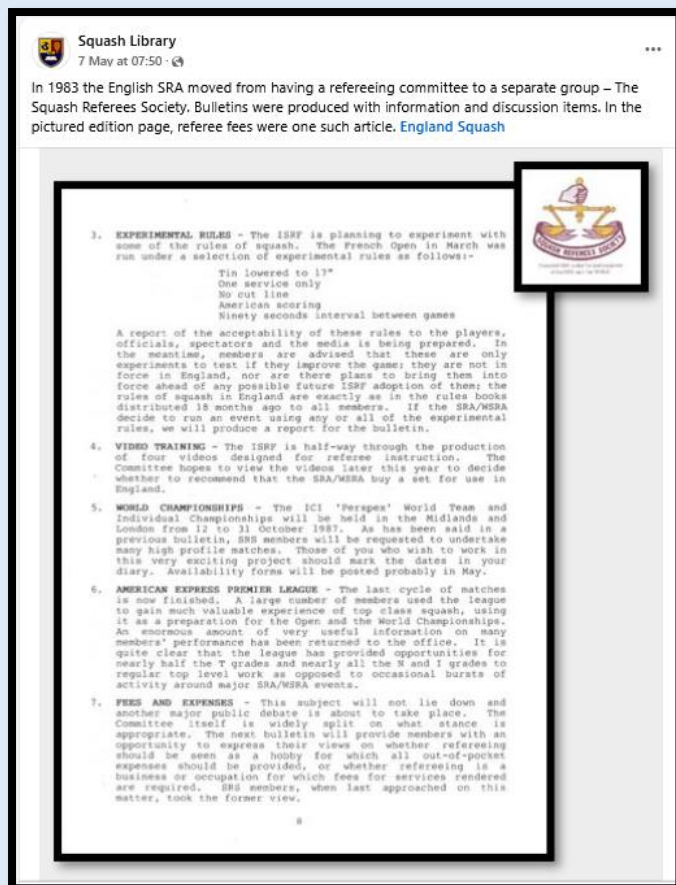 Squash Library
7 May at 07:50 ·
In 1983 the English SRA moved from having a refereeing committee to a separate group – The
Squash Referees Society. Bulletins were produced with information and discussion items. In the
pictured edition page, referee fees were one such article. England Squash
SQUASH REFEREES SOCIETY
3. EXPERIMENTAL RULES - The ISRF is planning to experiment with
some of the rules of squash. The French Open in March was
run under a selection of experimental rules as follows:-
Tin lowered to 17"
One service only
No cut line
American scoring
Ninety seconds interval between games
A report of the acceptability of these rules to the players,
officials, spectators and the media is being prepared. In
the meantime, members are advised that these are only
experiments to test if they improve the game; they are not in
force in England, nor are there plans to bring them into
force ahead of any possible future ISRF adoption of them; the
rules of squash in England are exactly as in the rules books
distributed 18 months ago to all members. If the SRA/WSRA
decide to run an event using any or all of the experimental
rules, we will produce a report for the bulletin.
4. VIDEO TRAINING - The ISRF is half-way through the production
of four videos designed for referee instruction. The
Committee hopes to view the videos later this year to decide
whether to recommend that the SRA/WSRA buy a set for use in
England.
5. WORLD CHAMPIONSHIPS - The ICI 'Perspex' World Team and
Individual Championships will be held in the Midlands and
London from 12 to 31 October 1987. As has been said in a
previous bulletin, SRS members will be requested to undertake
many high profile matches. Those of you who wish to work in
this very exciting project should mark the dates in your
diary. Availability forms will be posted probably in May.
6. AMERICAN EXPRESS PREMIER LEAGUE - The last cycle of matches
is now finished. A large number of members used the league
to gain much valuable experience of top class squash, using
it as a preparation for the Open and the World Championships.
An enormous amount of very useful information on many
members' performance has been returned to the office. It is
quite clear that the league has provided opportunities for
nearly half the T grades and nearly all the N and I grades to
regular top level work as opposed to occasional bursts of
activity around major SRA/WSRA events.
7. FEES AND EXPENSES - This subject will not lie down and
another major public debate is about to take place. The
Committee itself is widely split on what stance is
appropriate. The next bulletin will provide members with an
opportunity to express their views on whether refereeing
should be seen as a hobby for which all out-of-pocket
expenses should be provided, or whether refereeing is a
business or occupation for which fees for services rendered
are required. SRS members, when last approached on this
matter, took the former view.
8